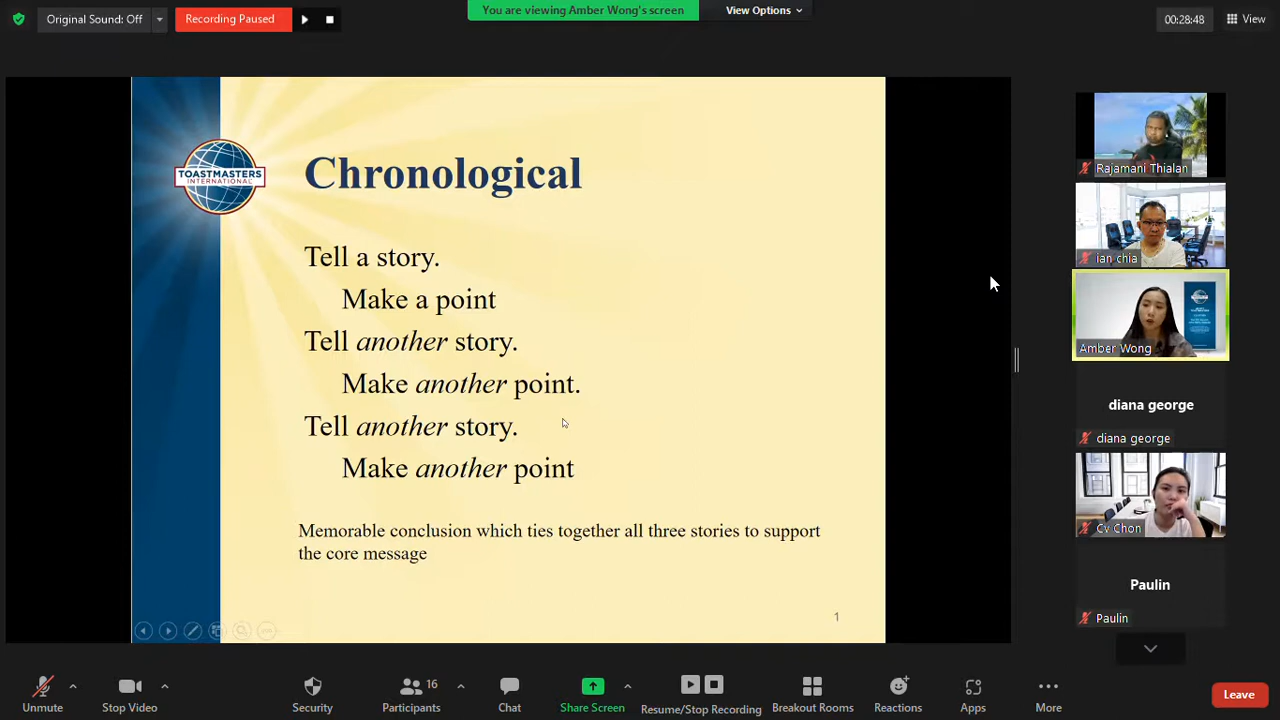 Original Sound: Off
Recording Paused
You are viewing Amber Wong's screen
View Options
00:28:48
View
TOASTMASTERS
INTERNATIONAL
Chronological
Tell a story.
Make a point
Tell another story.
Make another point.
Tell another story.
Make another point
Memorable conclusion which ties together all three stories to support
the core message
1
Rajamani Thialan
ian chia
Amber Wong
diana george
diana george
Cv Chon
Paulin
Paulin
Unmute
Stop Video
Security
16
Participants
Chat
Share Screen
Resume/Stop Recording
Breakout Rooms
Reactions
Apps
More
Leave